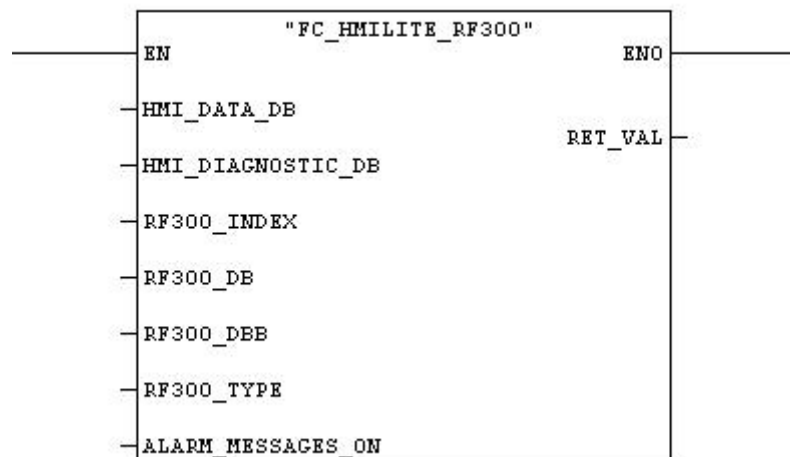 "FC_HMILITE_RF300"
EN ENO
HMI_DATA_DB
RET_VAL
HMI_DIAGNOSTIC_DB
RF300_INDEX
RF300_DB
RF300_DBB
RF300_TYPE
ALARM_MESSAGES_ON